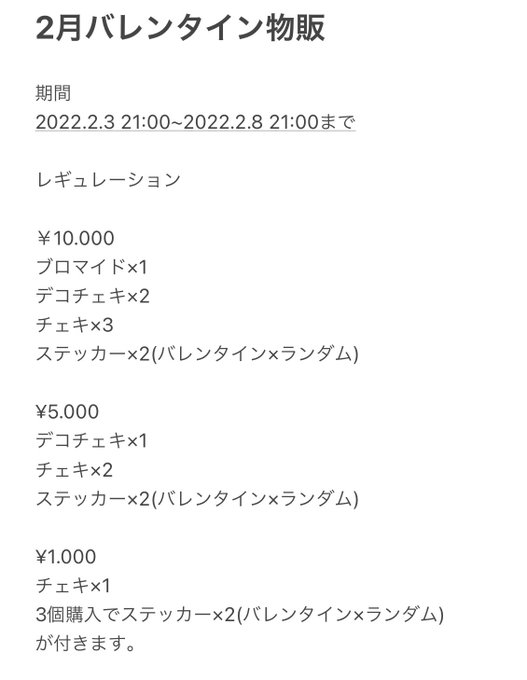 2月バレンタイン物販
期間
2022.2.3 21:00~2022.2.8 21:00まで
レギュレーション
￥10.000
ブロマイド×1
デコチェキ×2
チェキ×3
ステッカー×2(バレンタイン×ランダム)
¥5.000
デコチェキ×1
チェキ×2
ステッカー×2(バレンタイン×ランダム)
¥1.000
チェキ×1
3個購入でステッカー×2(バレンタイン×ランダム)
が付きます。